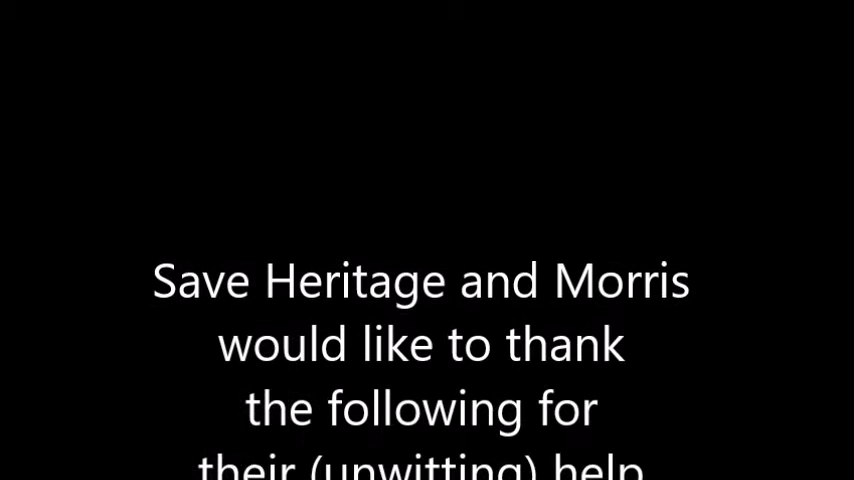 Save Heritage and Morris
would like to thank
the following for
their (unwitting) help